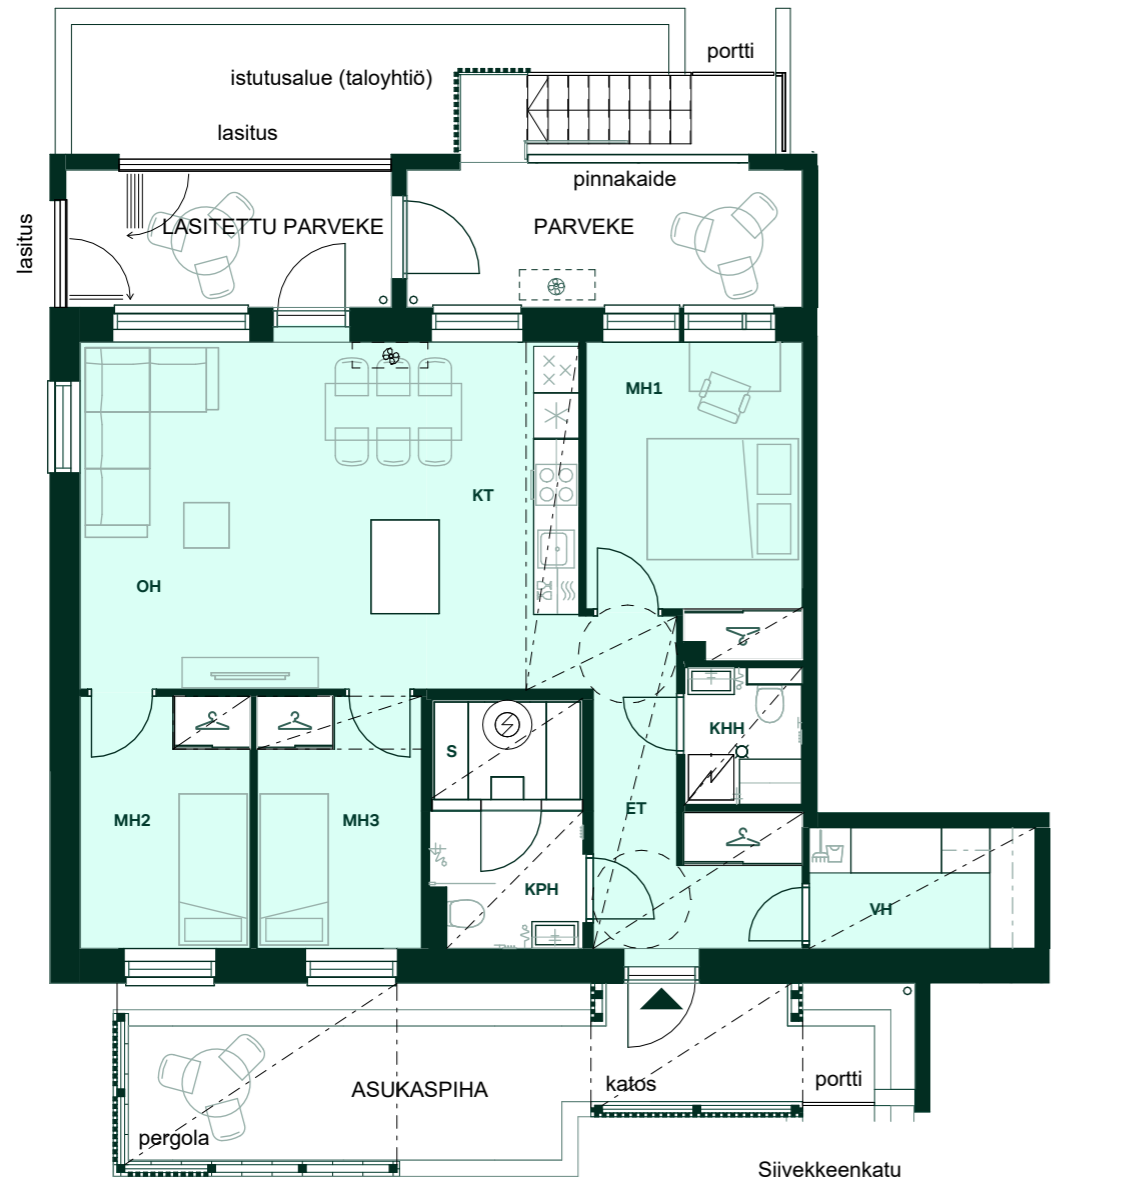 portti
istutusalue (taloyhtiö)
lasitus
pinnakaide
lasitus
LASITETTU PARVEKE
PARVEKE
MH1
KT
OH
KHH
S
MH2
MH3
ET
KPH
VH
ASUKASPIHA
katos
portti
pergola
Siivekkeenkatu